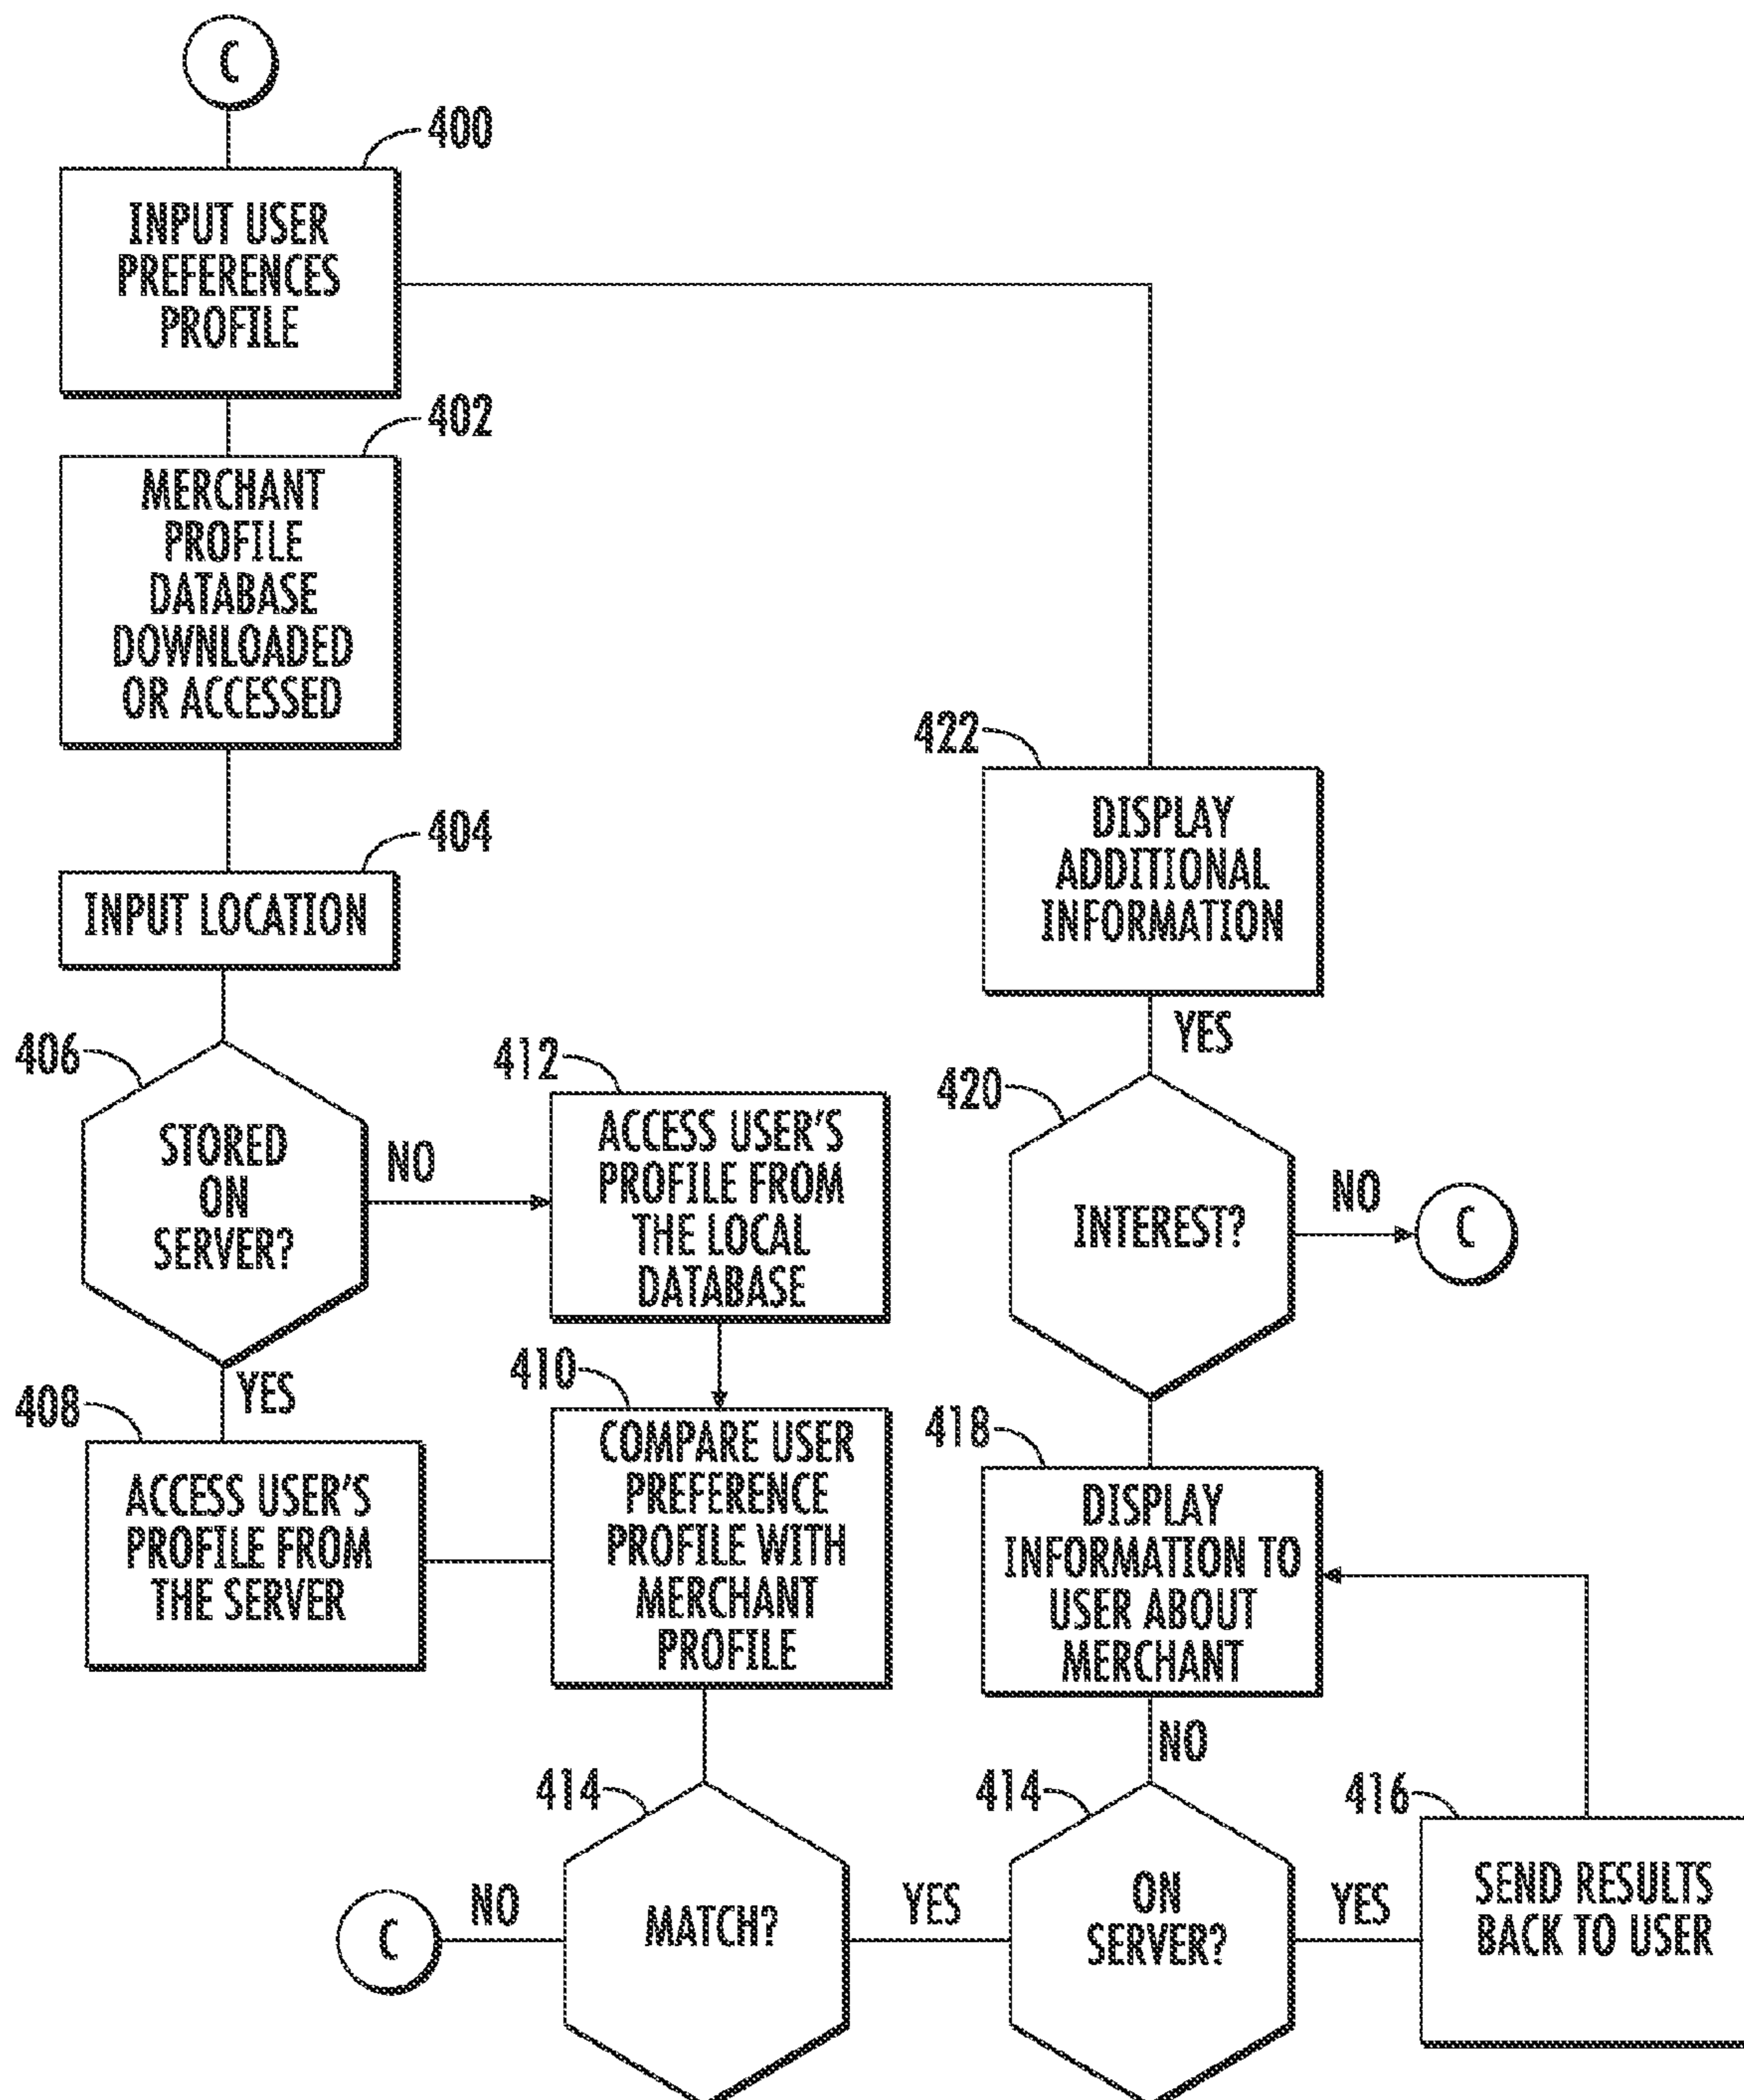 C
400
INPUT USER
PREFERENCES
PROFILE
402
MERCHANT
PROFILE
DATABASE
DOWNLOADED
OR ACCESSED
404
INPUT LOCATION
406
STORED
ON
SERVER?
NO
YES
408
ACCESS USER'S
PROFILE FROM
THE SERVER
412
ACCESS USER'S
PROFILE FROM
THE LOCAL
DATABASE
410
COMPARE USER
PREFERENCE
PROFILE WITH
MERCHANT
PROFILE
414
MATCH?
NO
C
YES
414
ON
SERVER?
YES
416
SEND RESULTS
BACK TO USER
NO
418
DISPLAY
INFORMATION TO
USER ABOUT
MERCHANT
420
INTEREST?
NO
C
YES
422
DISPLAY
ADDITIONAL
INFORMATION